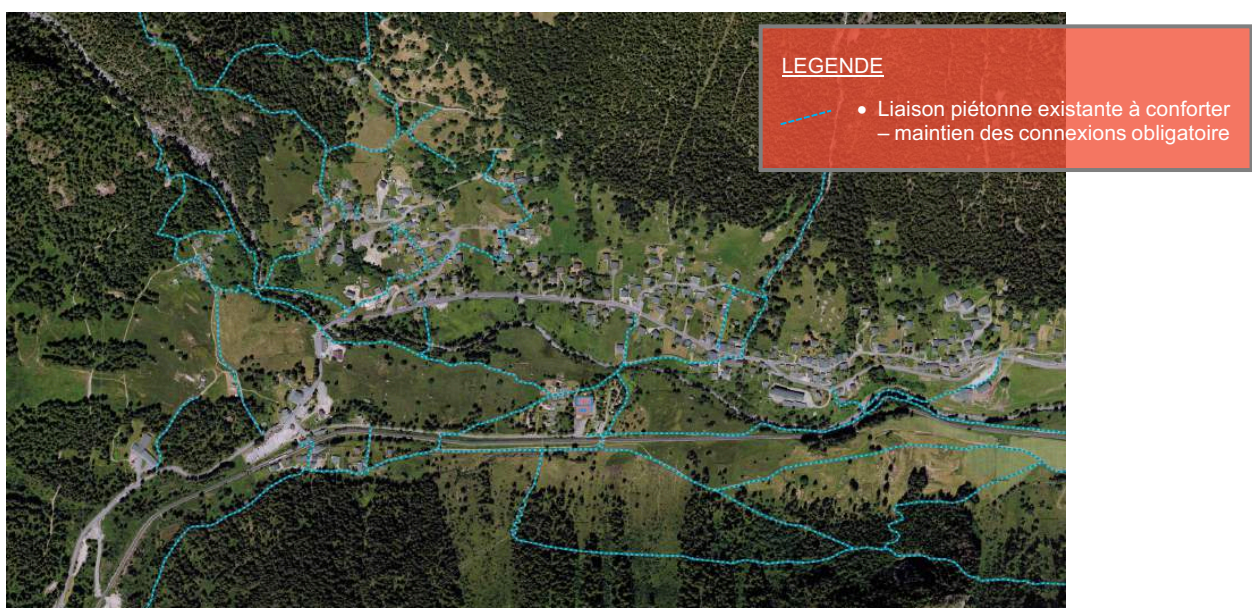 LEGENDE
• Liaison piétonne existante à conforter
– maintien des connexions obligatoire